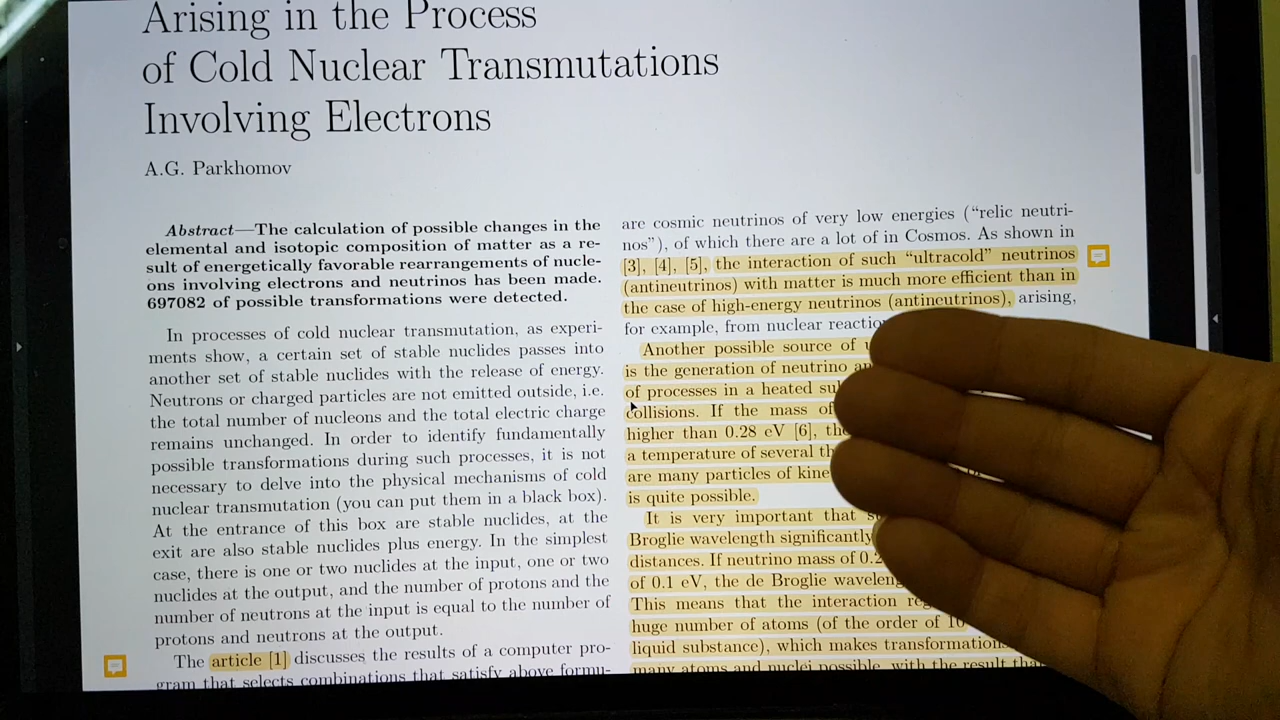 Arising in the Process
of Cold Nuclear Transmutations
Involving Electrons
A.G. Parkhomov
Abstract—The calculation of possible changes in the
elemental and isotopic composition of matter as a re-
sult of energetically favorable rearrangements of nucle-
ons involving electrons and neutrinos has been made.
697082 of possible transformations were detected.
In processes of cold nuclear transmutation, as experi-
ments show, a certain set of stable nuclides passes into
another set of stable nuclides with the release of energy.
Neutrons or charged particles are not emitted outside, i.e.
the total number of nucleons and the total electric charge
remains unchanged. In order to identify fundamentally
possible transformations during such processes, it is not
necessary to delve into the physical mechanisms of cold
nuclear transmutation (you can put them in a black box).
At the entrance of this box are stable nuclides, at the
exit are also stable nuclides plus energy. In the simplest
case, there is one or two nuclides at the input, one or two
nuclides at the output, and the number of protons and the
number of neutrons at the input is equal to the number of
protons and neutrons at the output.
The article [1] discusses the results of a computer pro-
gram that selects combinations that satisfy above formu-
are cosmic neutrinos of very low energies (“relic neutri-
nos”), of which there are a lot of in Cosmos. As shown in
[3], [4], [5], the interaction of such “ultracold” neutrinos
(antineutrinos) with matter is much more efficient than in
the case of high-energy neutrinos (antineutrinos), arising,
for example, from nuclear
Another possible source of
is the generation of neutrino
of processes in a heated
collisions. If the mass of
higher than 0.28 eV [6],
a temperature of several
are many particles of
is quite possible.
It is very important that
Broglie wavelength significantly
distances. If neutrino mass of
of 0.1 eV, the de Broglie
This means that the interaction
huge number of atoms (of the order of
liquid substance), which makes
many atoms and nuclei possible, with the result